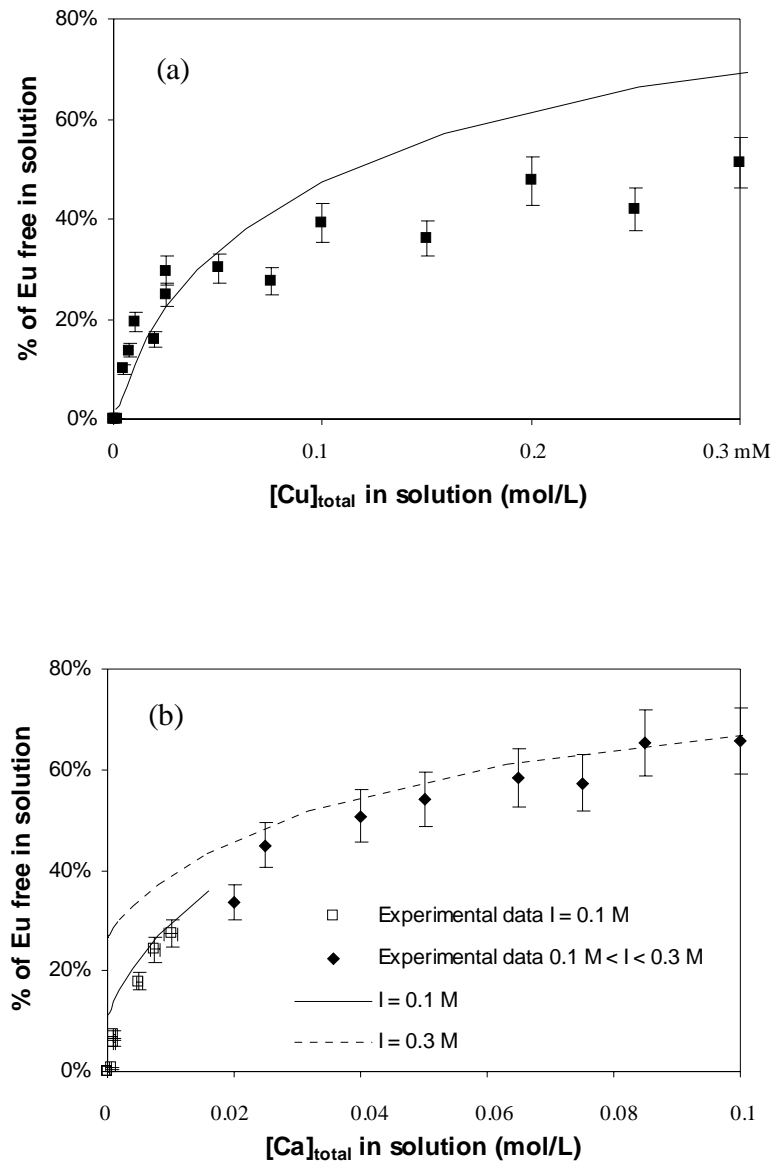 80%
(a)
60%
40%
20%
0%
% of Eu free in solution
0 0.1 0.2 0.3 mM
[Cu]total in solution (mol/L)
80%
(b)
60%
40%
20%
0%
% of Eu free in solution
Experimental data I = 0.1 M
Experimental data 0.1 M < I < 0.3 M
I = 0.1 M
I = 0.3 M
0 0.02 0.04 0.06 0.08 0.1
[Ca]total in solution (mol/L)